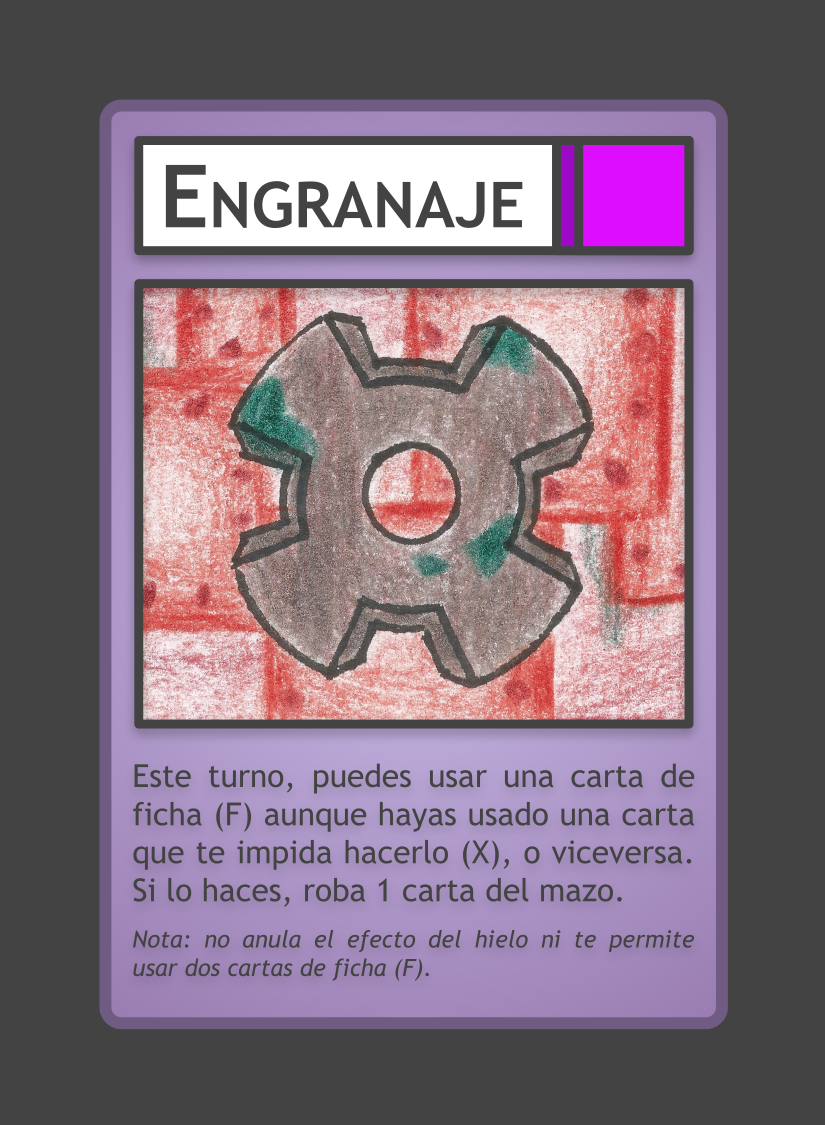 ENGRANAJE
Este turno, puedes usar una carta de
ficha (F) aunque hayas usado una carta
que te impida hacerlo (X), o viceversa.
Si lo haces, roba 1 carta del mazo.
Nota: no anula el efecto del hielo ni te permite
usar dos cartas de ficha (F).